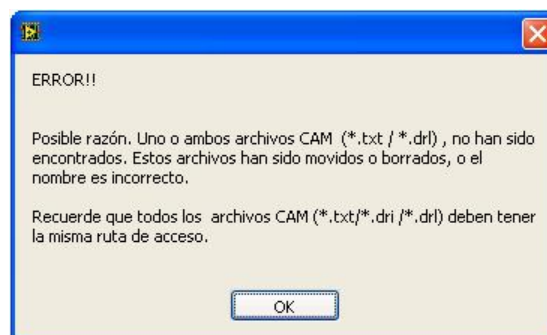 ERROR!!
Posible razón. Uno o ambos archivos CAM (*.txt / *.drl) , no han sido
encontrados. Estos archivos han sido movidos o borrados, o el
nombre es incorrecto.
Recuerde que todos los archivos CAM (*.txt/*.dri /*.drl) deben tener
la misma ruta de acceso.
OK